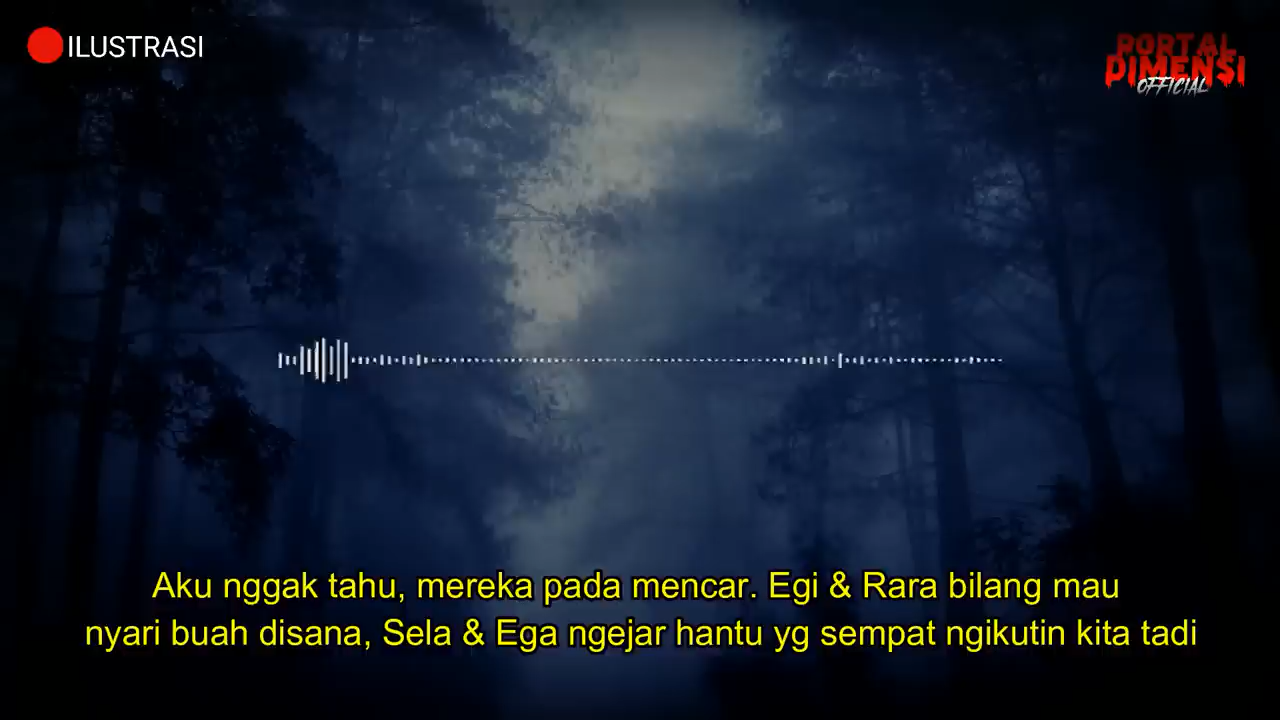 ILUSTRASI
PORTAL
DIMENSI
OFFICIAL
Aku nggak tahu, mereka pada mencar. Egi & Rara bilang mau
nyari buah disana, Sela & Ega ngejar hantu yg sempat ngikutin kita tadi